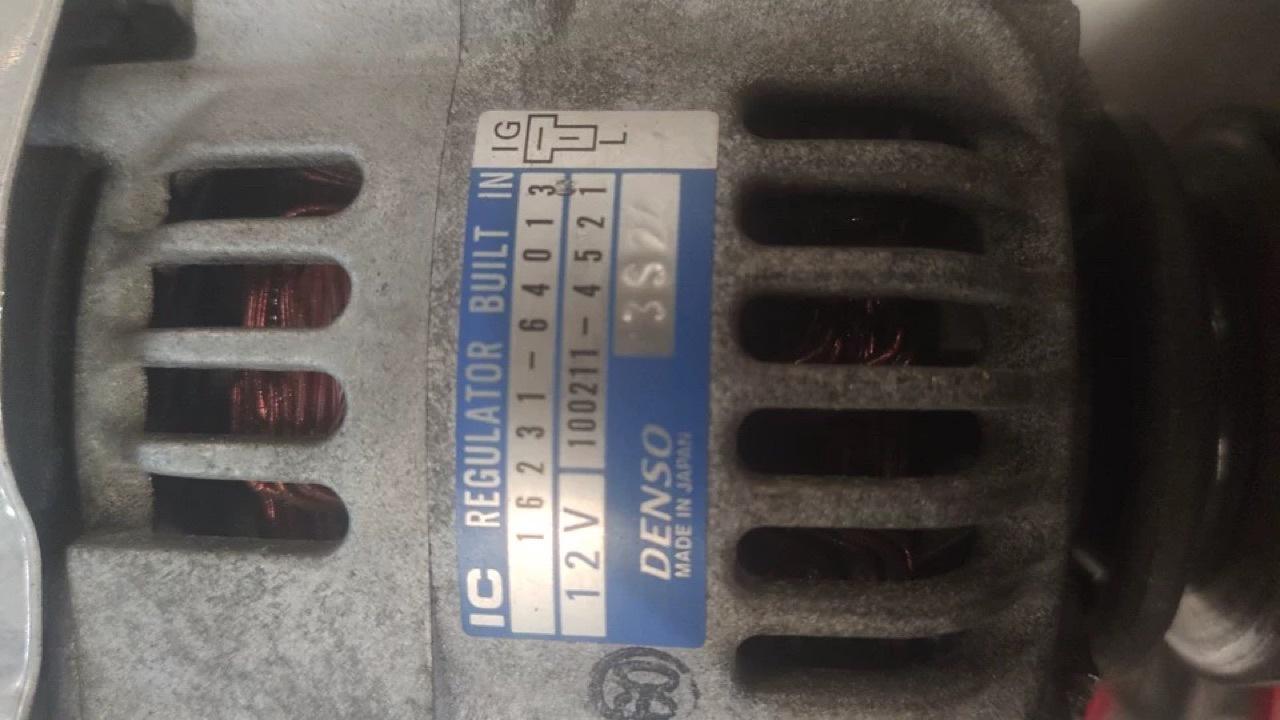 IG L
IC REGULATOR BUILT IN
16231-64013
12V 100211-4521
DENSO
MADE IN JAPAN